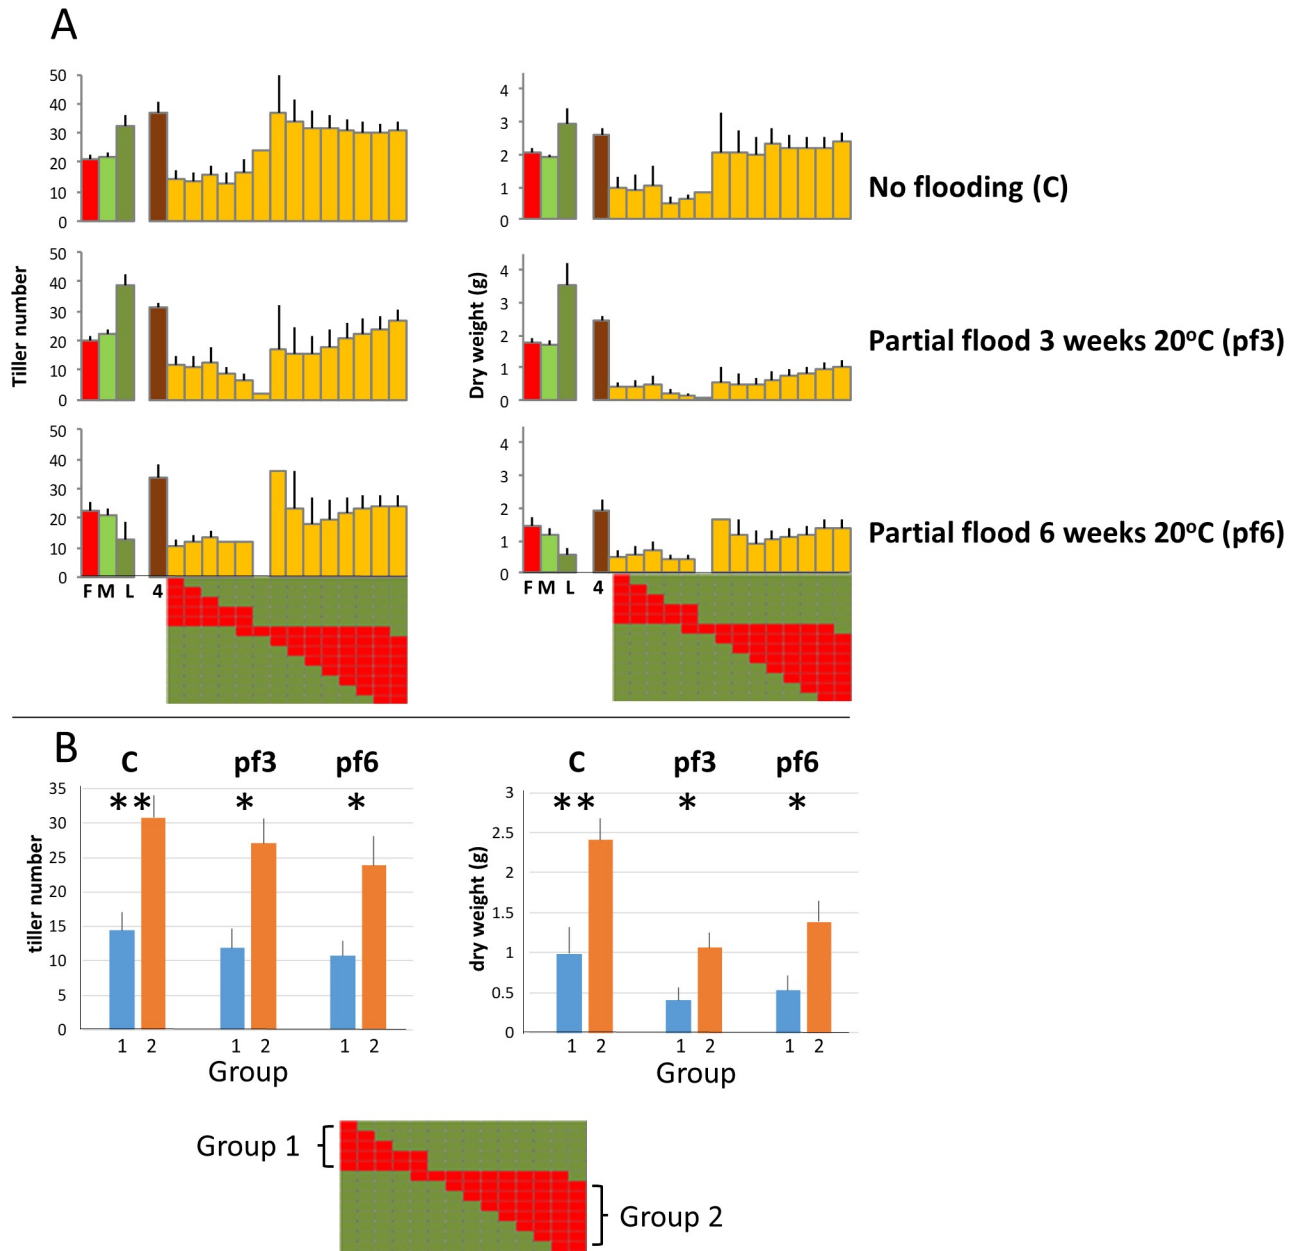 A
50
40
30
20
10
0
4
3
2
1
0
No flooding (C)
Tiller number
50
40
30
20
10
0
Dry weight (g)
4
3
2
1
0
Partial flood 3 weeks 20°C (pf3)
50
40
30
20
10
0
4
3
2
1
0
Partial flood 6 weeks 20°C (pf6)
F M L 4
F M L 4
B
C pf3 pf6
** * *
tiller number
35
30
25
20
15
10
5
0
1 2 1 2 1 2
Group
C pf3 pf6
** * *
dry weight (g)
3
2.5
2
1.5
1
0.5
0
1 2 1 2 1 2
Group
Group 1
Group 2